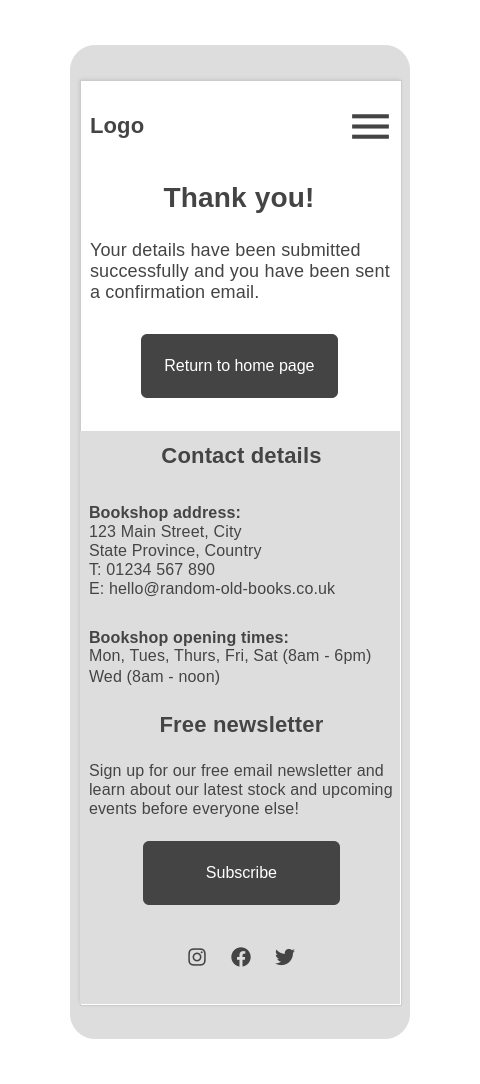 Logo
Thank you!
Your details have been submitted
successfully and you have been sent
a confirmation email.
Return to home page
Contact details
Bookshop address:
123 Main Street, City
State Province, Country
T: 01234 567 890
E: hello@random-old-books.co.uk
Bookshop opening times:
Mon, Tues, Thurs, Fri, Sat (8am - 6pm)
Wed (8am - noon)
Free newsletter
Sign up for our free email newsletter and
learn about our latest stock and upcoming
events before everyone else!
Subscribe